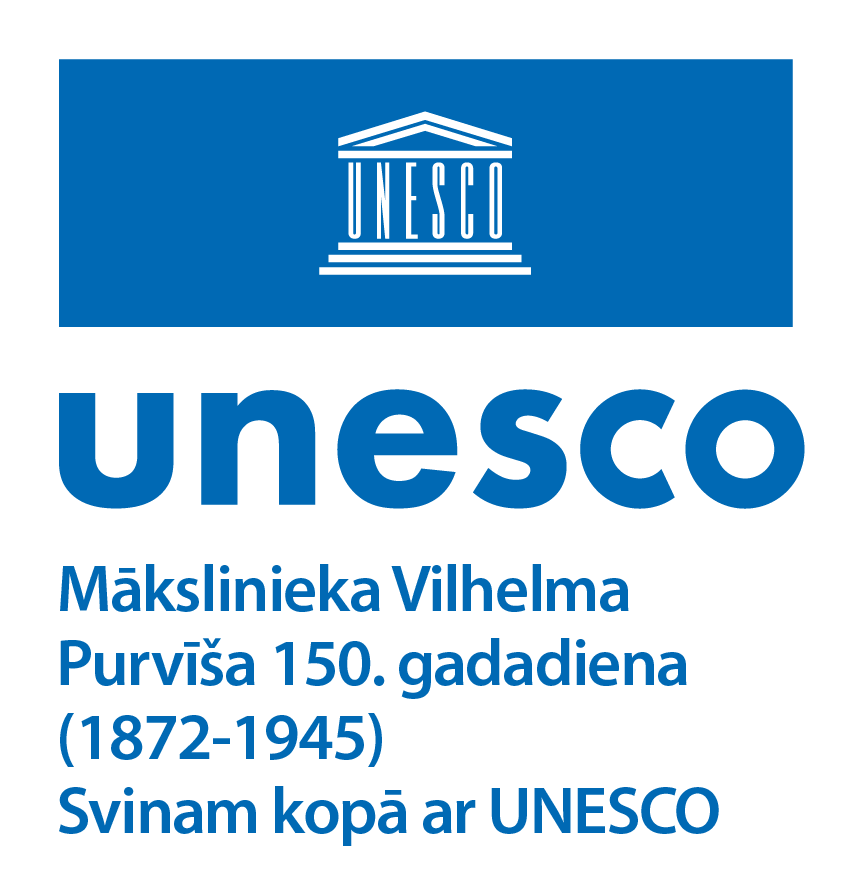 UNESCO
unesco
Mākslinieka Vilhelma
Purvīša 150. gadadiena
(1872-1945)
Svinam kopā ar UNESCO